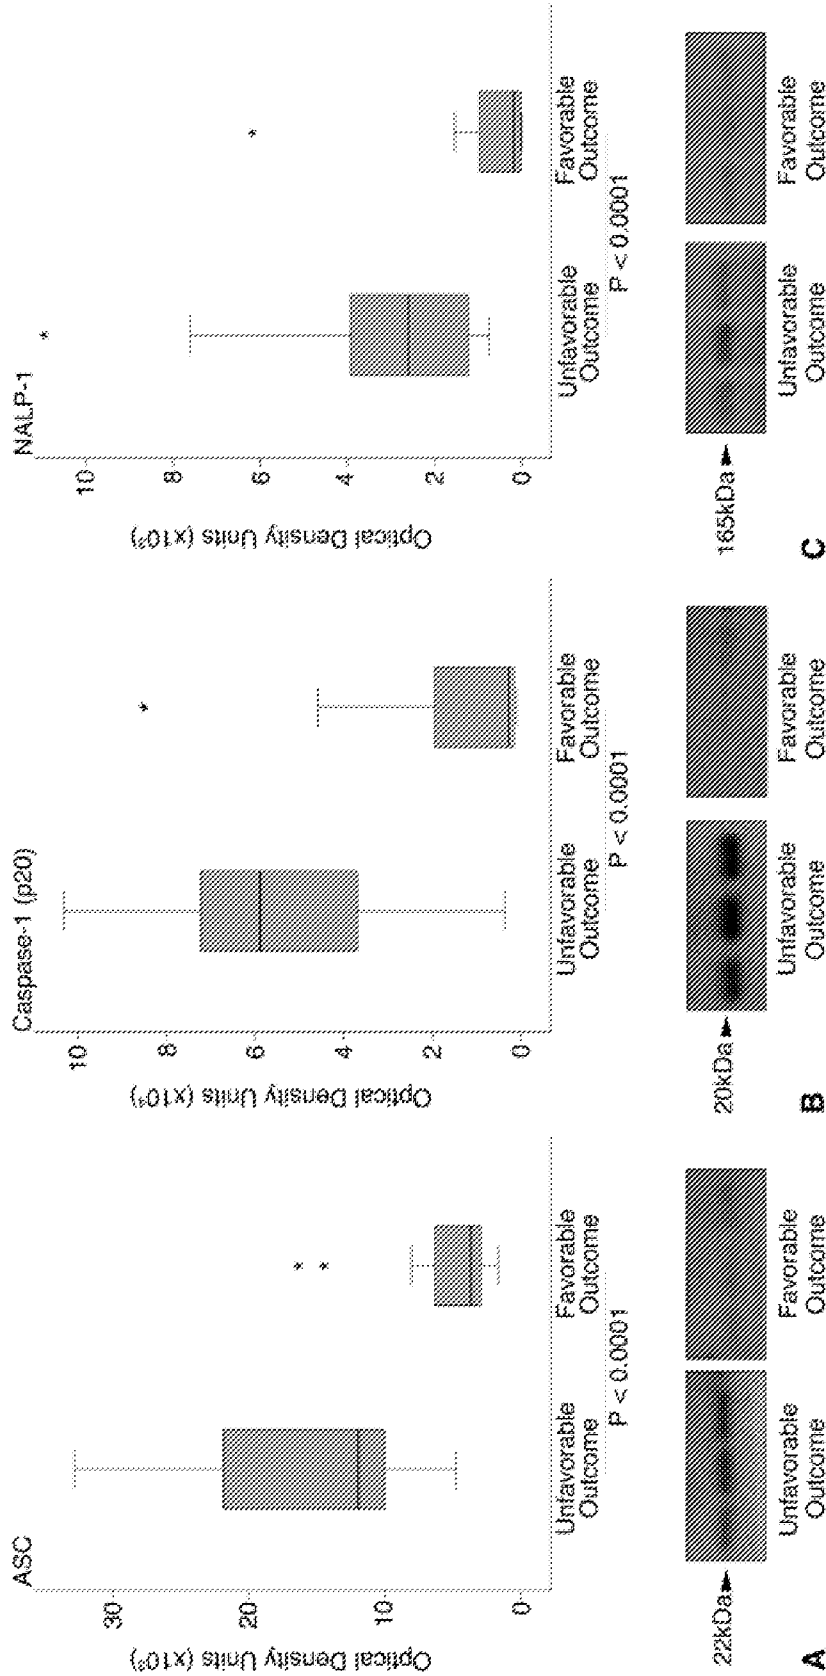 ASC
Optical Density Units (x10³)
30
20
10
0
Unfavorable
Outcome
Favorable
Outcome
P < 0.0001
22kDa
Unfavorable
Outcome
Favorable
Outcome
A
Caspase-1 (p20)
Optical Density Units
10
8
6
4
2
0
Unfavorable
Outcome
Favorable
Outcome
P < 0.0001
20kDa
Unfavorable
Outcome
Favorable
Outcome
B
NALP-1
Optical Density Units (x10³)
10
8
6
4
2
0
Unfavorable
Outcome
Favorable
Outcome
P < 0.0001
165kDa
Unfavorable
Outcome
Favorable
Outcome
C